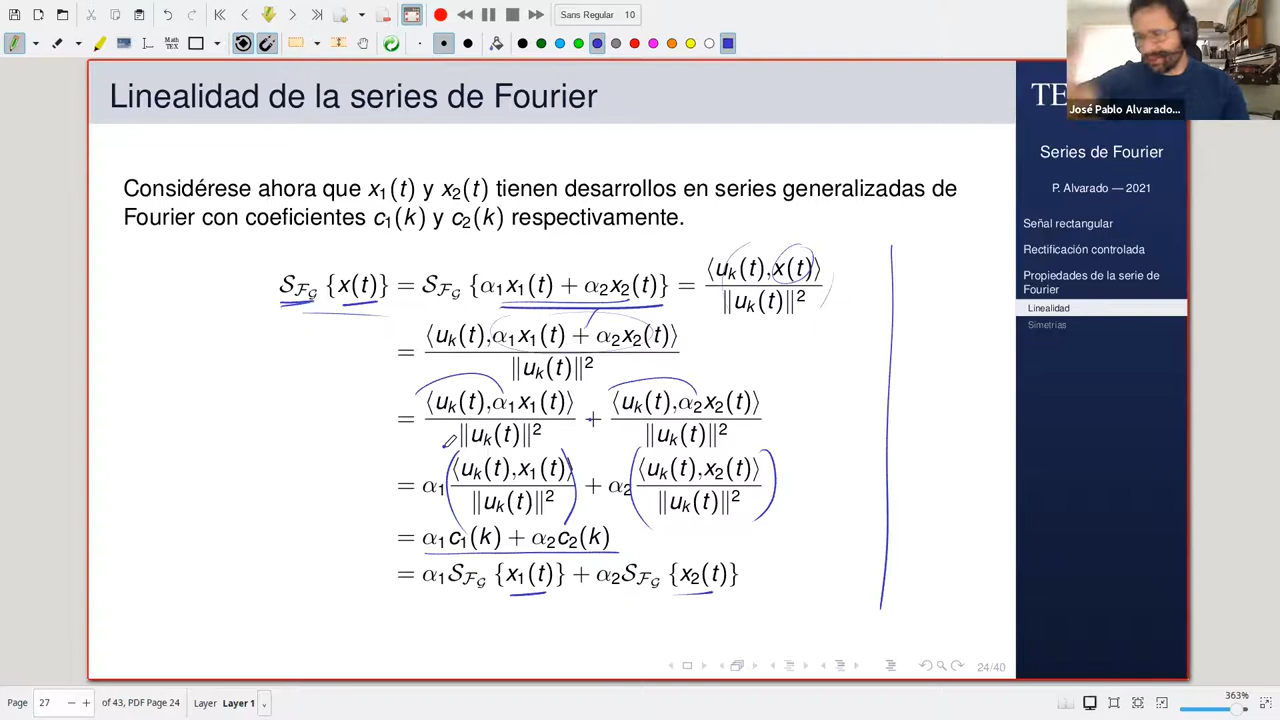 Sans Regular 10
Math
TEX
Linealidad de la series de Fourier
Considérese ahora que x₁(t) y x₂(t) tienen desarrollos en series generalizadas de
Fourier con coeficientes c₁(k) y c₂(k) respectivamente.
S_{F_G} {x(t)} = S_{F_G} {α₁x₁(t) + α₂x₂(t)} = ⟨u_k(t),x(t)⟩ / ‖u_k(t)‖²
= ⟨u_k(t),α₁x₁(t) + α₂x₂(t)⟩ / ‖u_k(t)‖²
= ⟨u_k(t),α₁x₁(t)⟩ / ‖u_k(t)‖² + ⟨u_k(t),α₂x₂(t)⟩ / ‖u_k(t)‖²
= α₁ ⟨u_k(t),x₁(t)⟩ / ‖u_k(t)‖² + α₂ ⟨u_k(t),x₂(t)⟩ / ‖u_k(t)‖²
= α₁c₁(k) + α₂c₂(k)
= α₁S_{F_G} {x₁(t)} + α₂S_{F_G} {x₂(t)}
24/40
TE
José Pablo Alvarado...
Series de Fourier
P. Alvarado — 2021
Señal rectangular
Rectificación controlada
Propiedades de la serie de
Fourier
Linealidad
Simetrías
Page 27 of 43, PDF Page 24 Layer Layer 1
363%